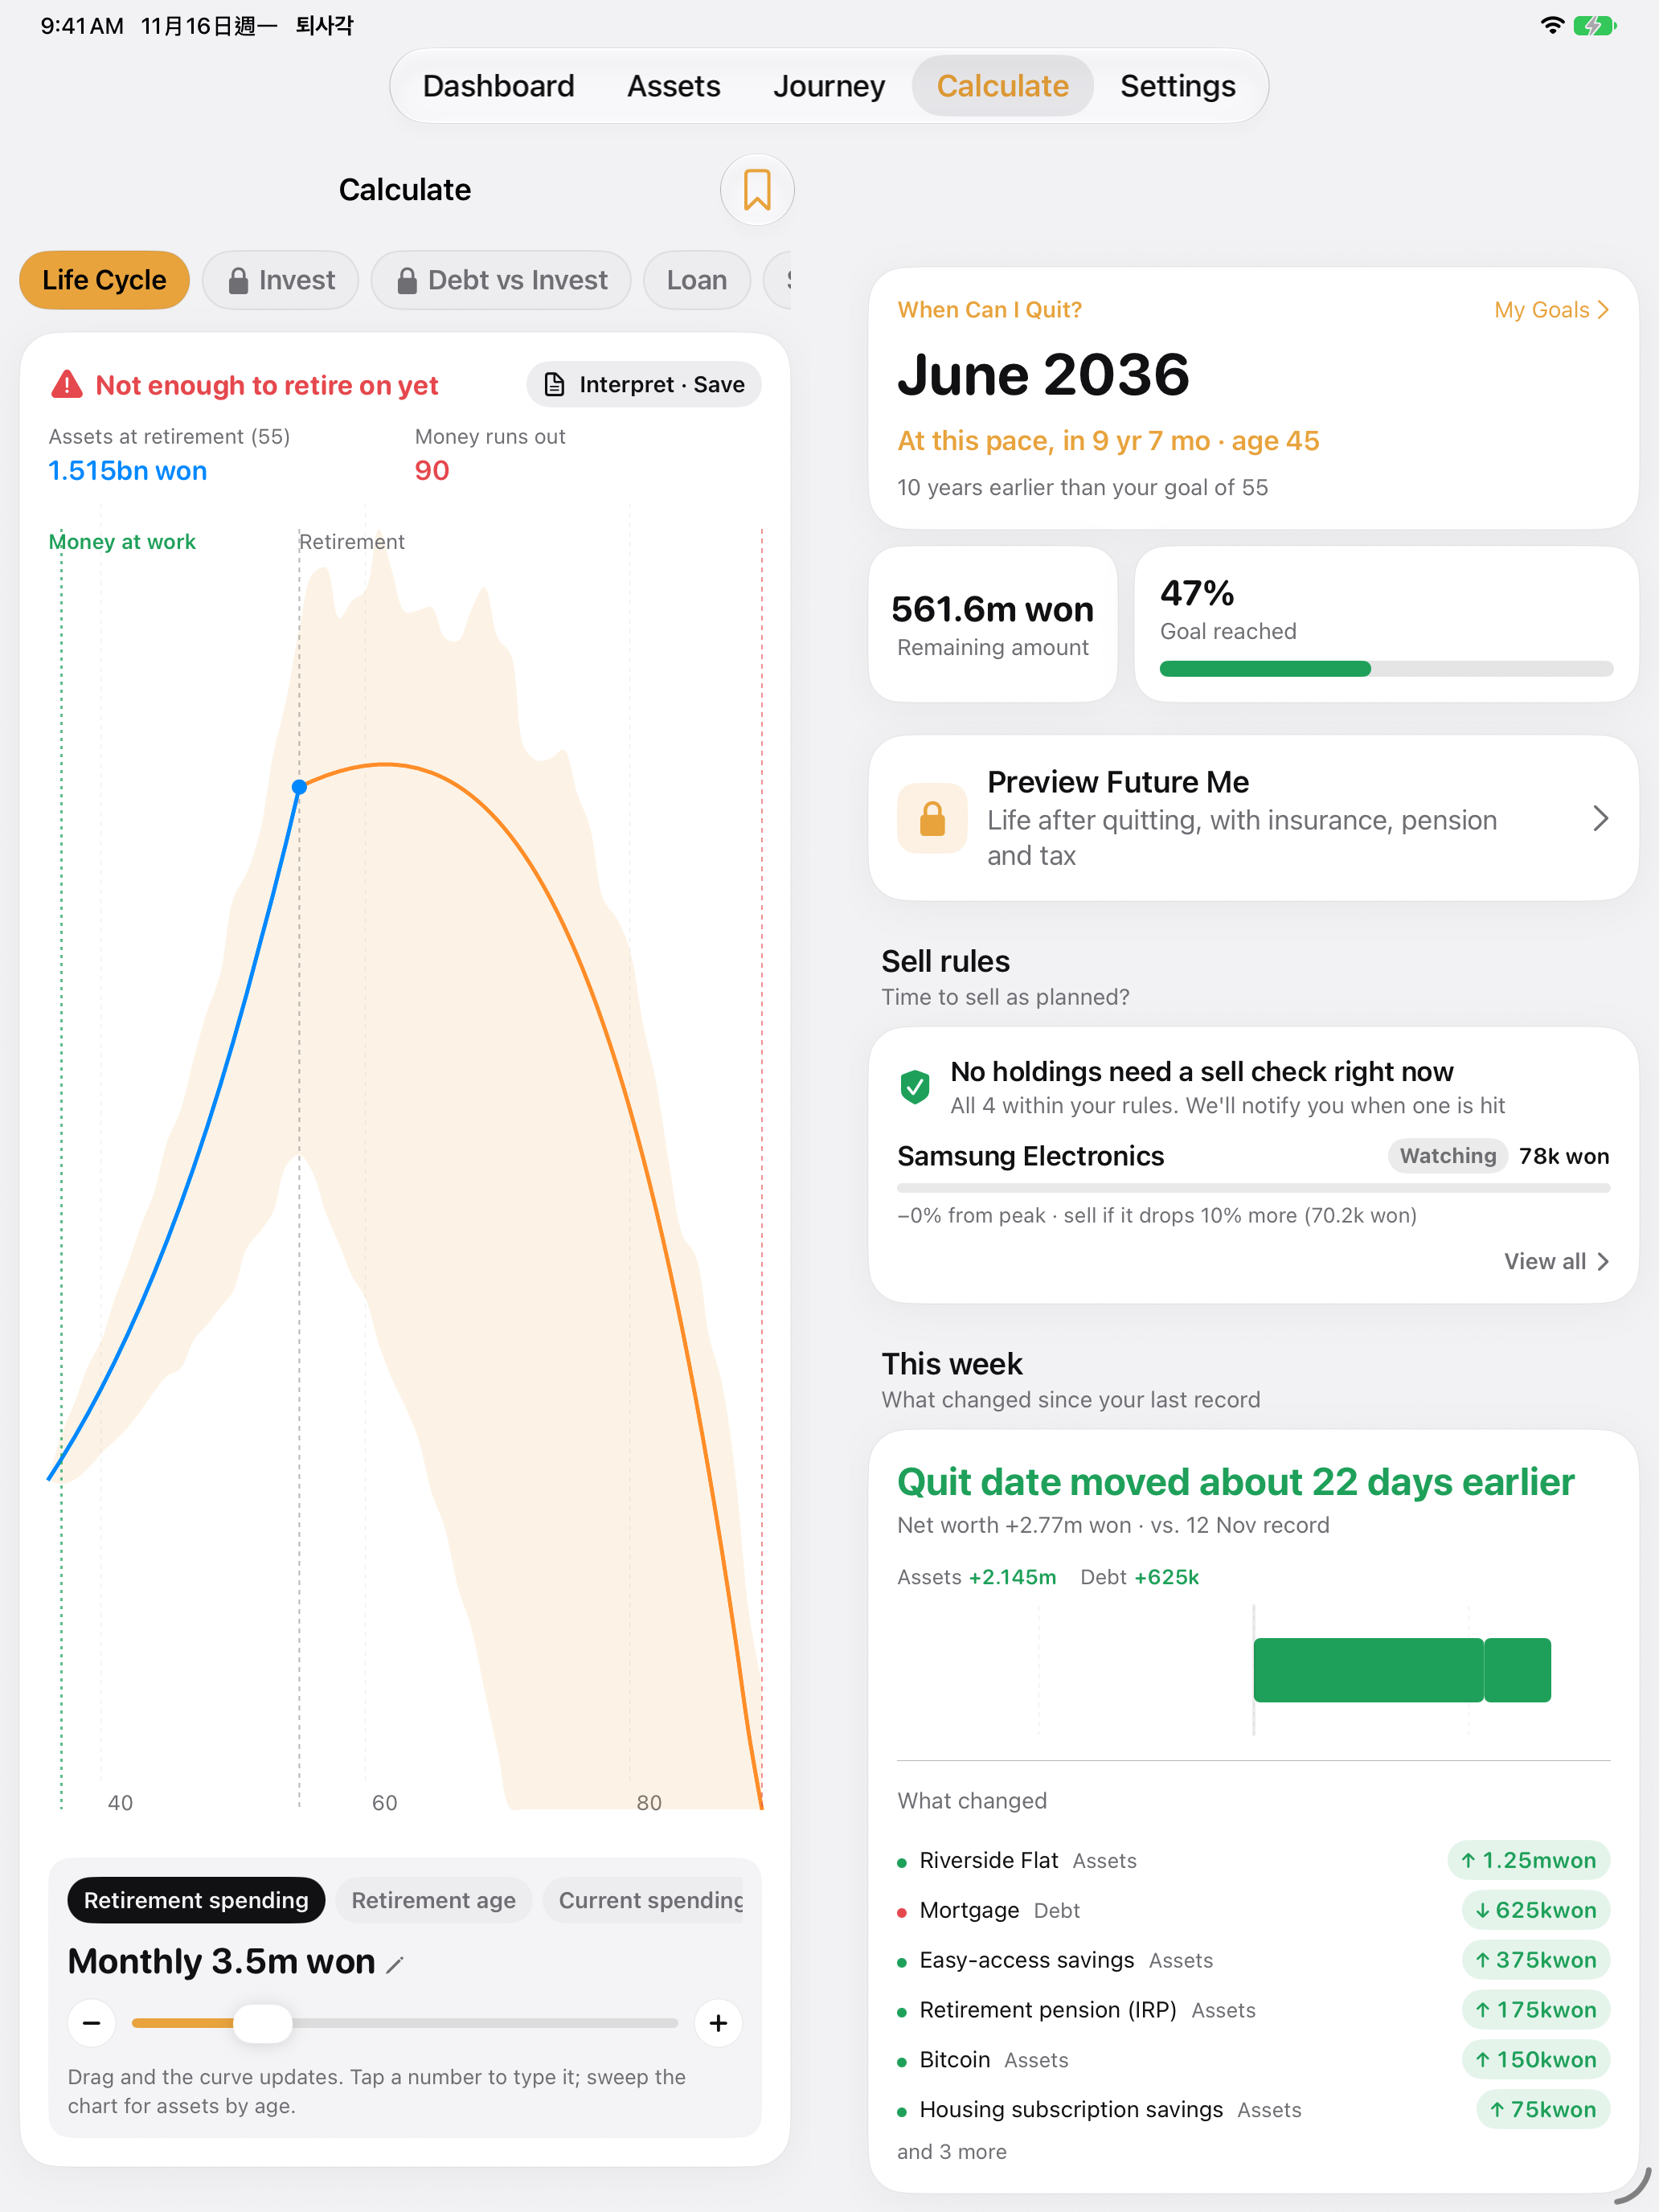 9:41 AM 11月16日週一 퇴사각
Dashboard
Assets
Journey
Calculate
Settings
Calculate
Life Cycle
Invest
Debt vs Invest
Loan
Not enough to retire on yet
Interpret · Save
Assets at retirement (55)
1.515bn won
Money runs out
90
Money at work
Retirement
40
60
80
Retirement spending
Retirement age
Current spending
Monthly 3.5m won
Drag and the curve updates. Tap a number to type it; sweep the
chart for assets by age.
When Can I Quit?
My Goals
June 2036
At this pace, in 9 yr 7 mo · age 45
10 years earlier than your goal of 55
561.6m won
Remaining amount
47%
Goal reached
Preview Future Me
Life after quitting, with insurance, pension
and tax
Sell rules
Time to sell as planned?
No holdings need a sell check right now
All 4 within your rules. We'll notify you when one is hit
Samsung Electronics
Watching
78k won
–0% from peak · sell if it drops 10% more (70.2k won)
View all
This week
What changed since your last record
Quit date moved about 22 days earlier
Net worth +2.77m won · vs. 12 Nov record
Assets +2.145m Debt +625k
What changed
Riverside Flat Assets ↑ 1.25mwon
Mortgage Debt ↓ 625kwon
Easy-access savings Assets ↑ 375kwon
Retirement pension (IRP) Assets ↑ 175kwon
Bitcoin Assets ↑ 150kwon
Housing subscription savings Assets ↑ 75kwon
and 3 more